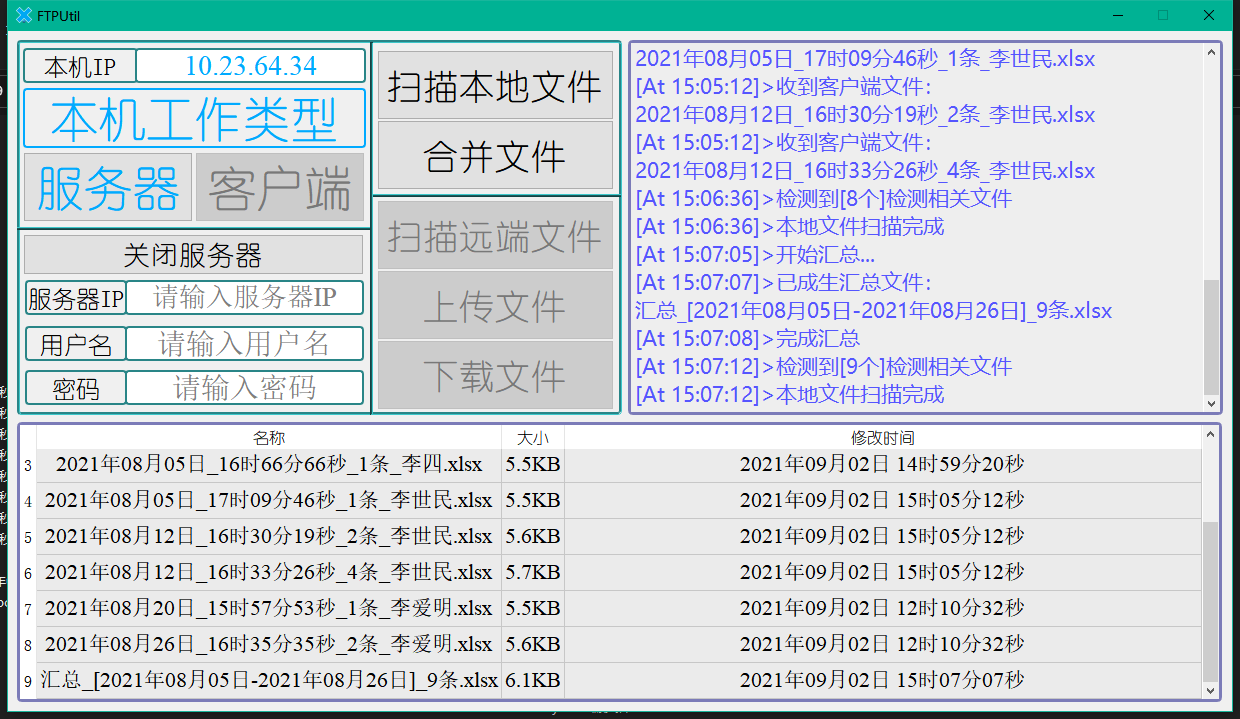 FTPUtil
本机IP 10.23.64.34
本机工作类型
服务器 客户端
关闭服务器
服务器IP 请输入服务器IP
用户名 请输入用户名
密码 请输入密码
扫描本地文件
合并文件
扫描远端文件
上传文件
下载文件
2021年08月05日_17时09分46秒_1条_李世民.xlsx
[At 15:05:12]>收到客户端文件:
2021年08月12日_16时30分19秒_2条_李世民.xlsx
[At 15:05:12]>收到客户端文件:
2021年08月12日_16时33分26秒_4条_李世民.xlsx
[At 15:06:36]>检测到[8个]检测相关文件
[At 15:06:36]>本地文件扫描完成
[At 15:07:05]>开始汇总...
[At 15:07:07]>已成生汇总文件:
汇总_[2021年08月05日-2021年08月26日]_9条.xlsx
[At 15:07:08]>完成汇总
[At 15:07:12]>检测到[9个]检测相关文件
[At 15:07:12]>本地文件扫描完成
名称 大小 修改时间
3 2021年08月05日_16时66分66秒_1条_李四.xlsx 5.5KB 2021年09月02日 14时59分20秒
4 2021年08月05日_17时09分46秒_1条_李世民.xlsx 5.5KB 2021年09月02日 15时05分12秒
5 2021年08月12日_16时30分19秒_2条_李世民.xlsx 5.6KB 2021年09月02日 15时05分12秒
6 2021年08月12日_16时33分26秒_4条_李世民.xlsx 5.7KB 2021年09月02日 15时05分12秒
7 2021年08月20日_15时57分53秒_1条_李爱明.xlsx 5.5KB 2021年09月02日 12时10分32秒
8 2021年08月26日_16时35分35秒_2条_李爱明.xlsx 5.6KB 2021年09月02日 12时10分32秒
9 汇总_[2021年08月05日-2021年08月26日]_9条.xlsx 6.1KB 2021年09月02日 15时07分07秒